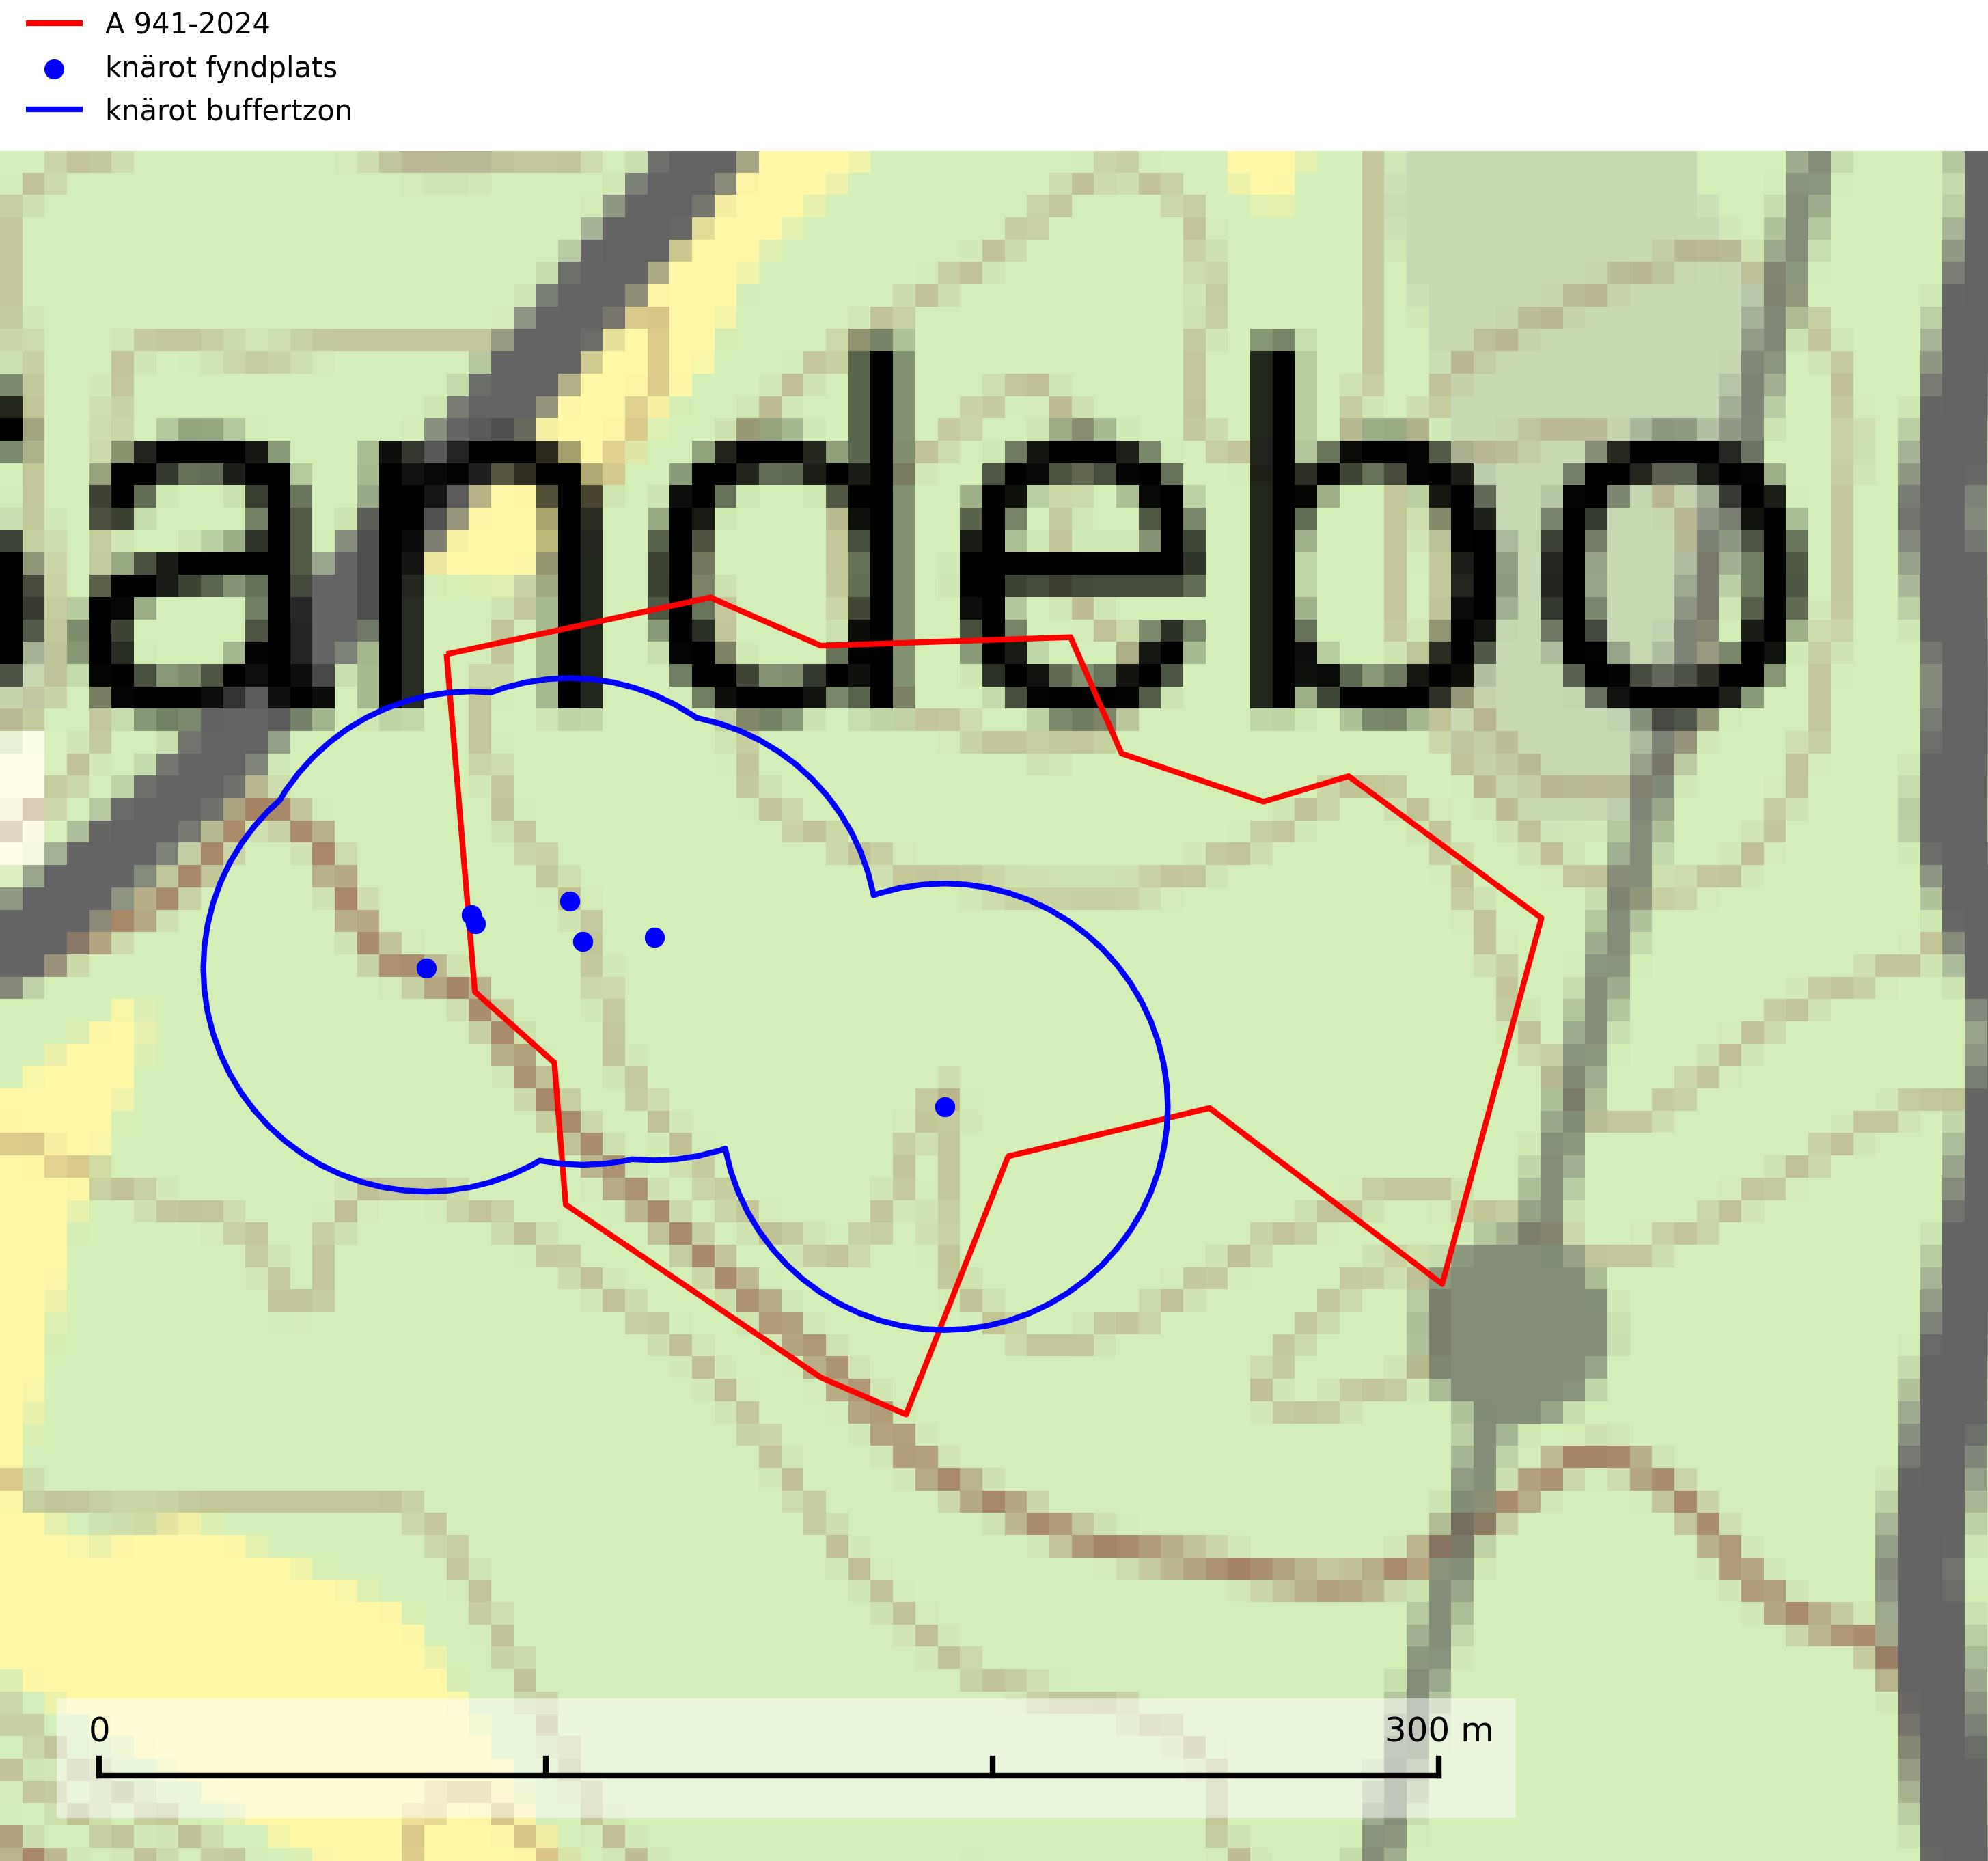 A 941-2024
knärot fyndplats
knärot buffertzon
andebo
0
300 m